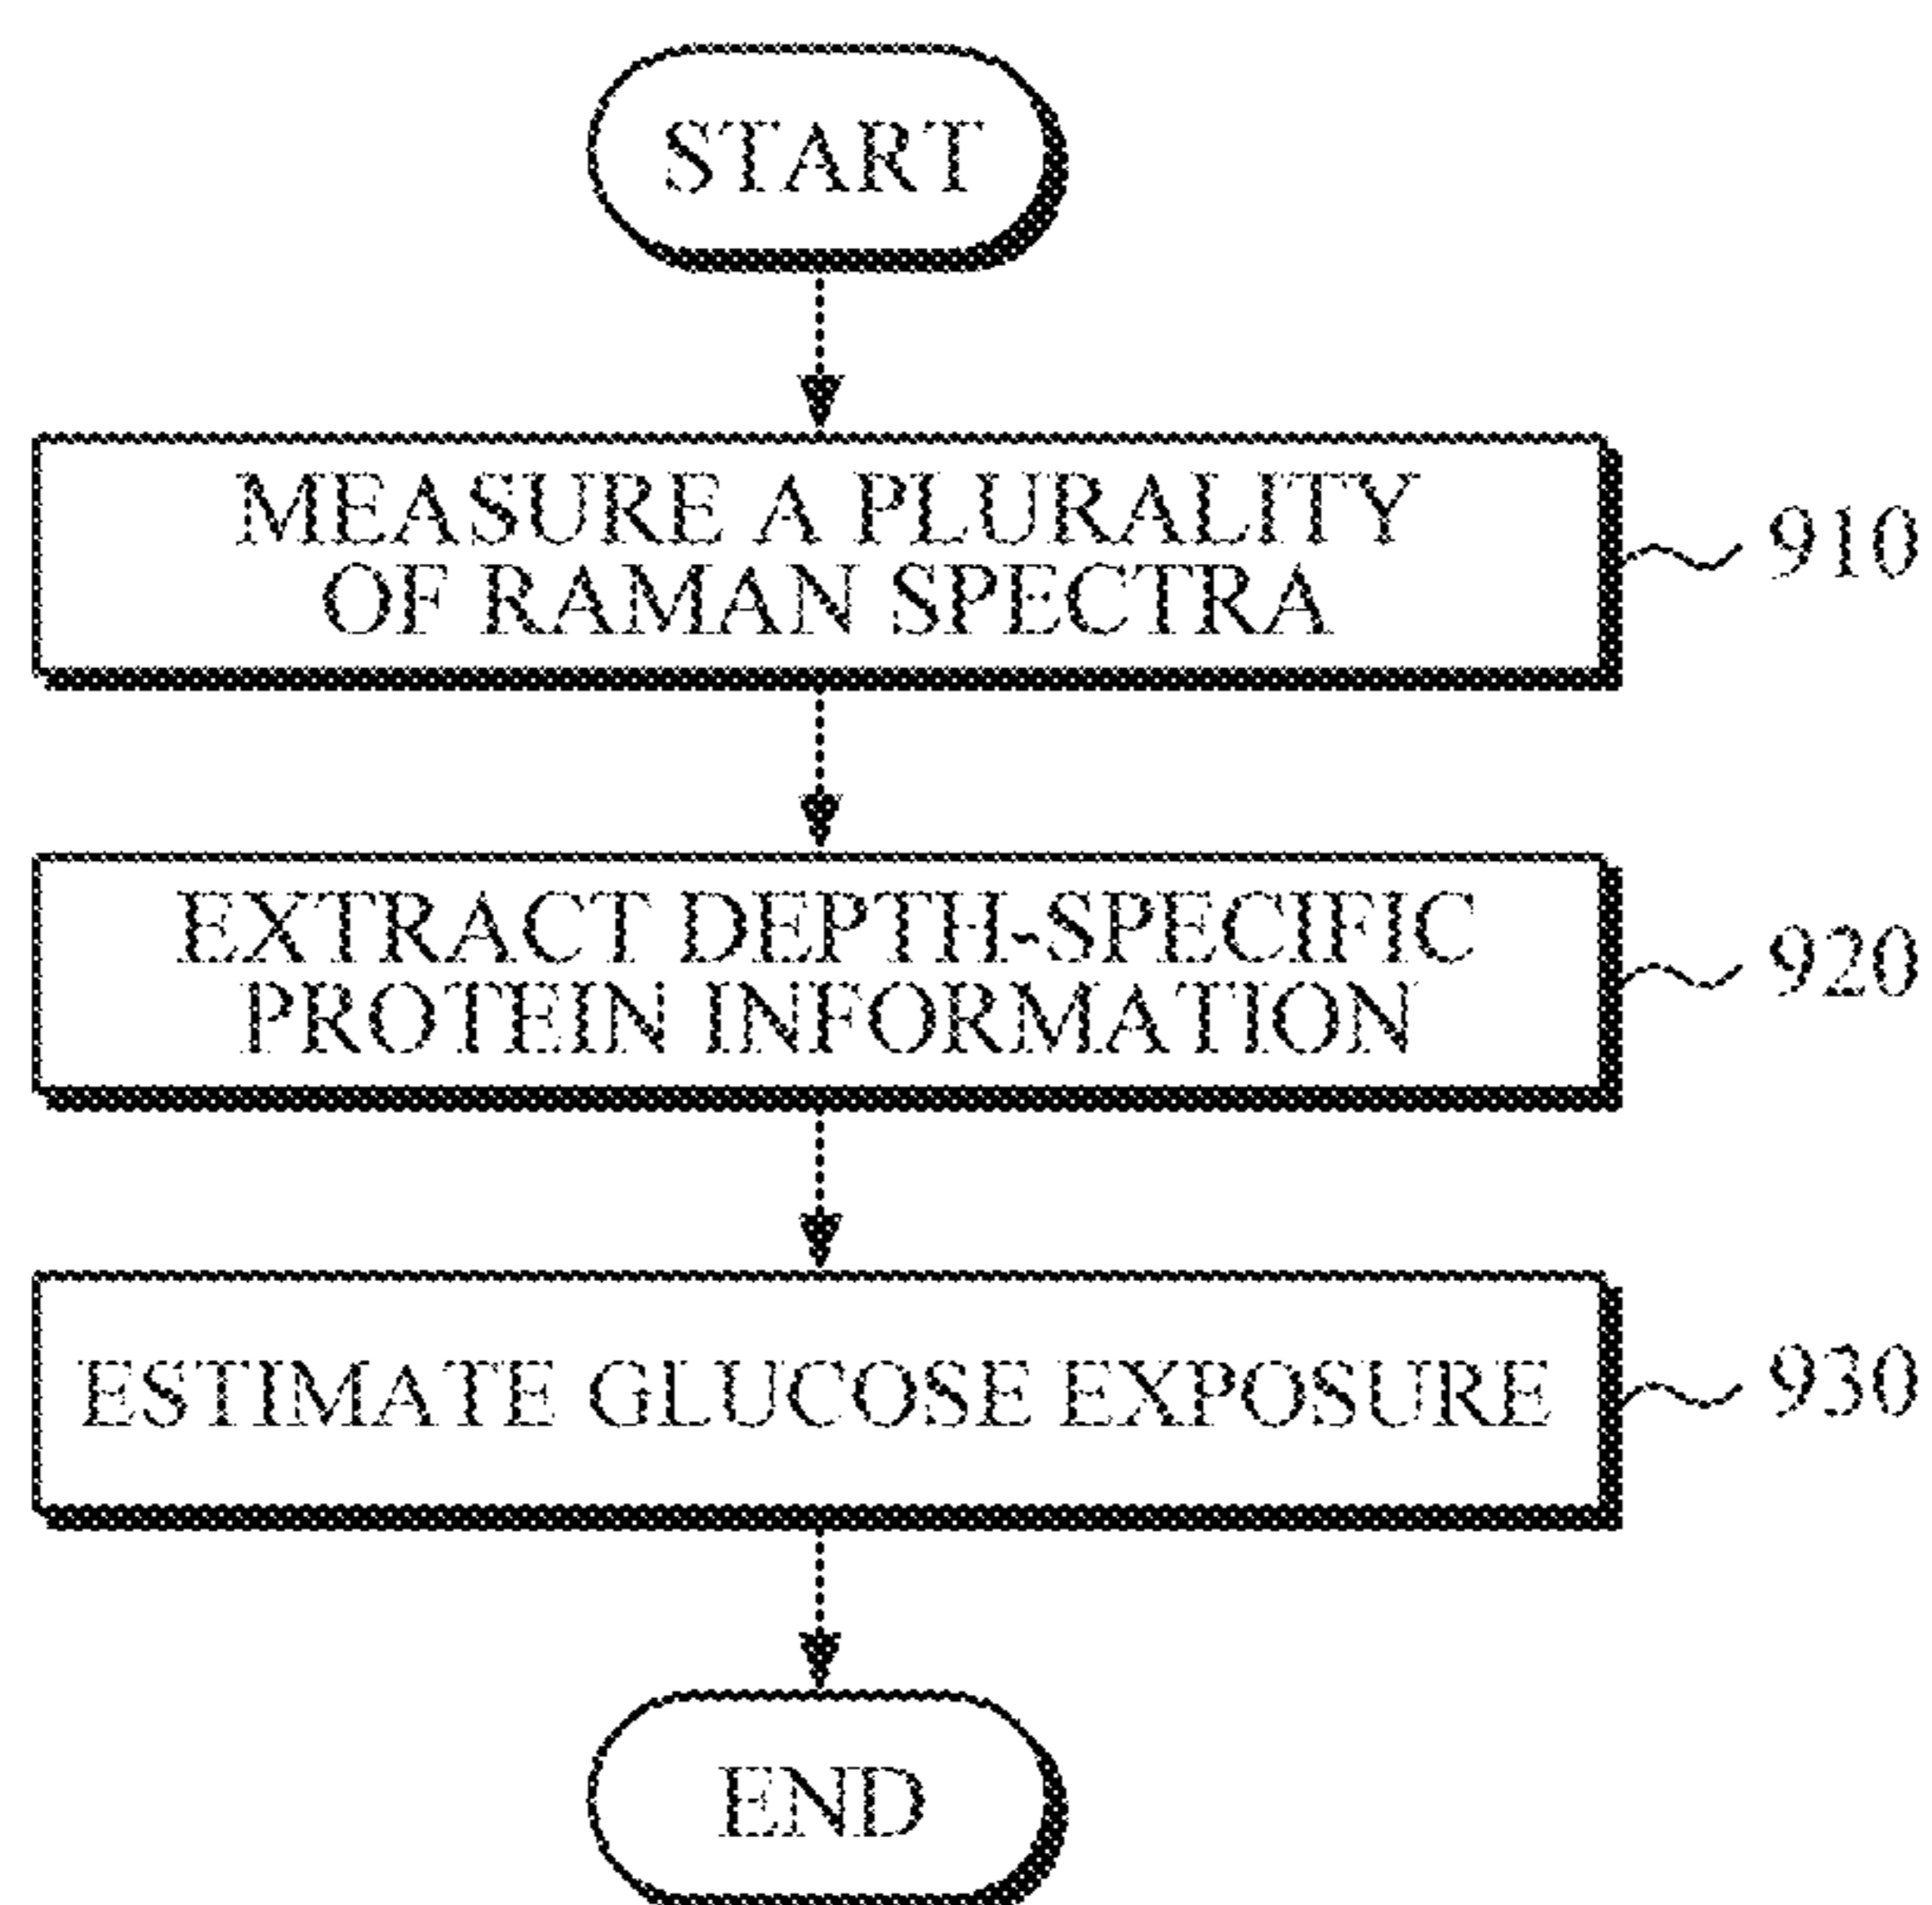 START
MEASURE A PLURALITY
OF RAMAN SPECTRA
910
EXTRACT DEPTH-SPECIFIC
PROTEIN INFORMATION
920
ESTIMATE GLUCOSE EXPOSURE
930
END